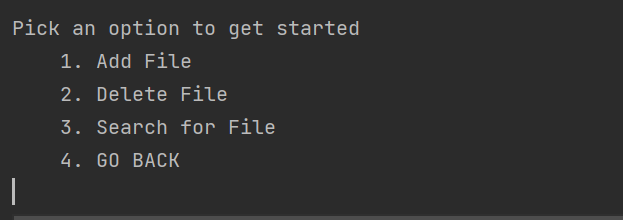 Pick an option to get started
1. Add File
2. Delete File
3. Search for File
4. GO BACK